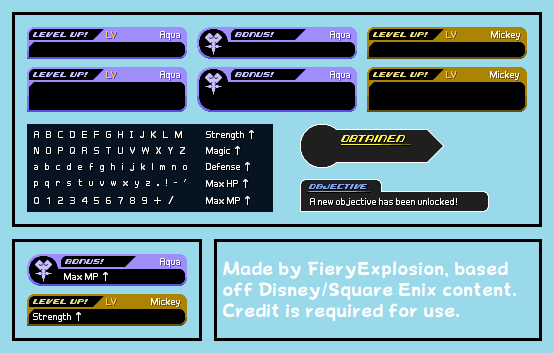 LEVEL UP! LV Aqua BONUS! Aqua LEVEL UP! LV Mickey
LEVEL UP! LV Aqua BONUS! Aqua LEVEL UP! LV Mickey
A B C D E F G H I J K L M Strength ↑
N O P Q R S T U V W X Y Z Magic ↑
a b c d e f g h i j k l m n o Defense ↑
p q r s t u v w x y z . ! - ' Max HP ↑
0 1 2 3 4 5 6 7 8 9 + / Max MP ↑
OBTAINED
OBJECTIVE
A new objective has been unlocked!
BONUS! Aqua
Max MP ↑
LEVEL UP! LV Mickey
Strength ↑
Made by FieryExplosion, based
off Disney/Square Enix content.
Credit is required for use.